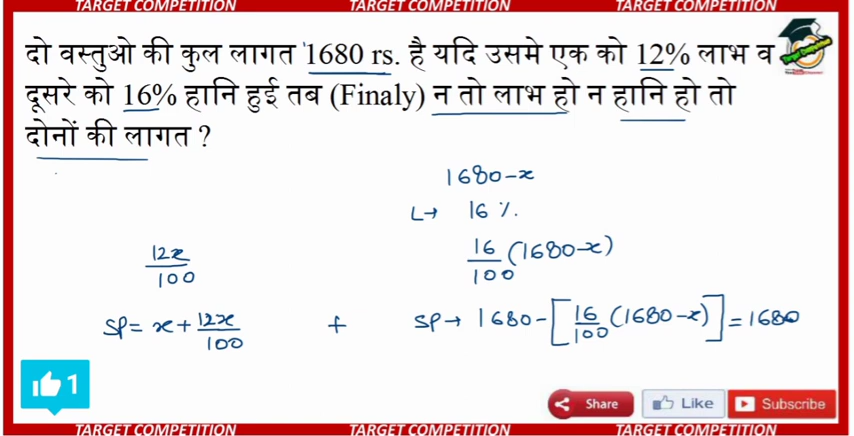 TARGET COMPETITION TARGET COMPETITION TARGET COMPETITION
दो वस्तुओ की कुल लागत 1680 rs. है यदि उसमे एक को 12% लाभ व
दूसरे को 16% हानि हुई तब (Finaly) न तो लाभ हो न हानि हो तो
दोनों की लागत ?
1680-x
L→ 16 %.
12x/100 16/100 (1680-x)
SP = x + 12x/100 + SP → 1680 - [16/100 (1680-x)] = 1680
1
Share Like Subscribe
TARGET COMPETITION TARGET COMPETITION TARGET COMPETITION